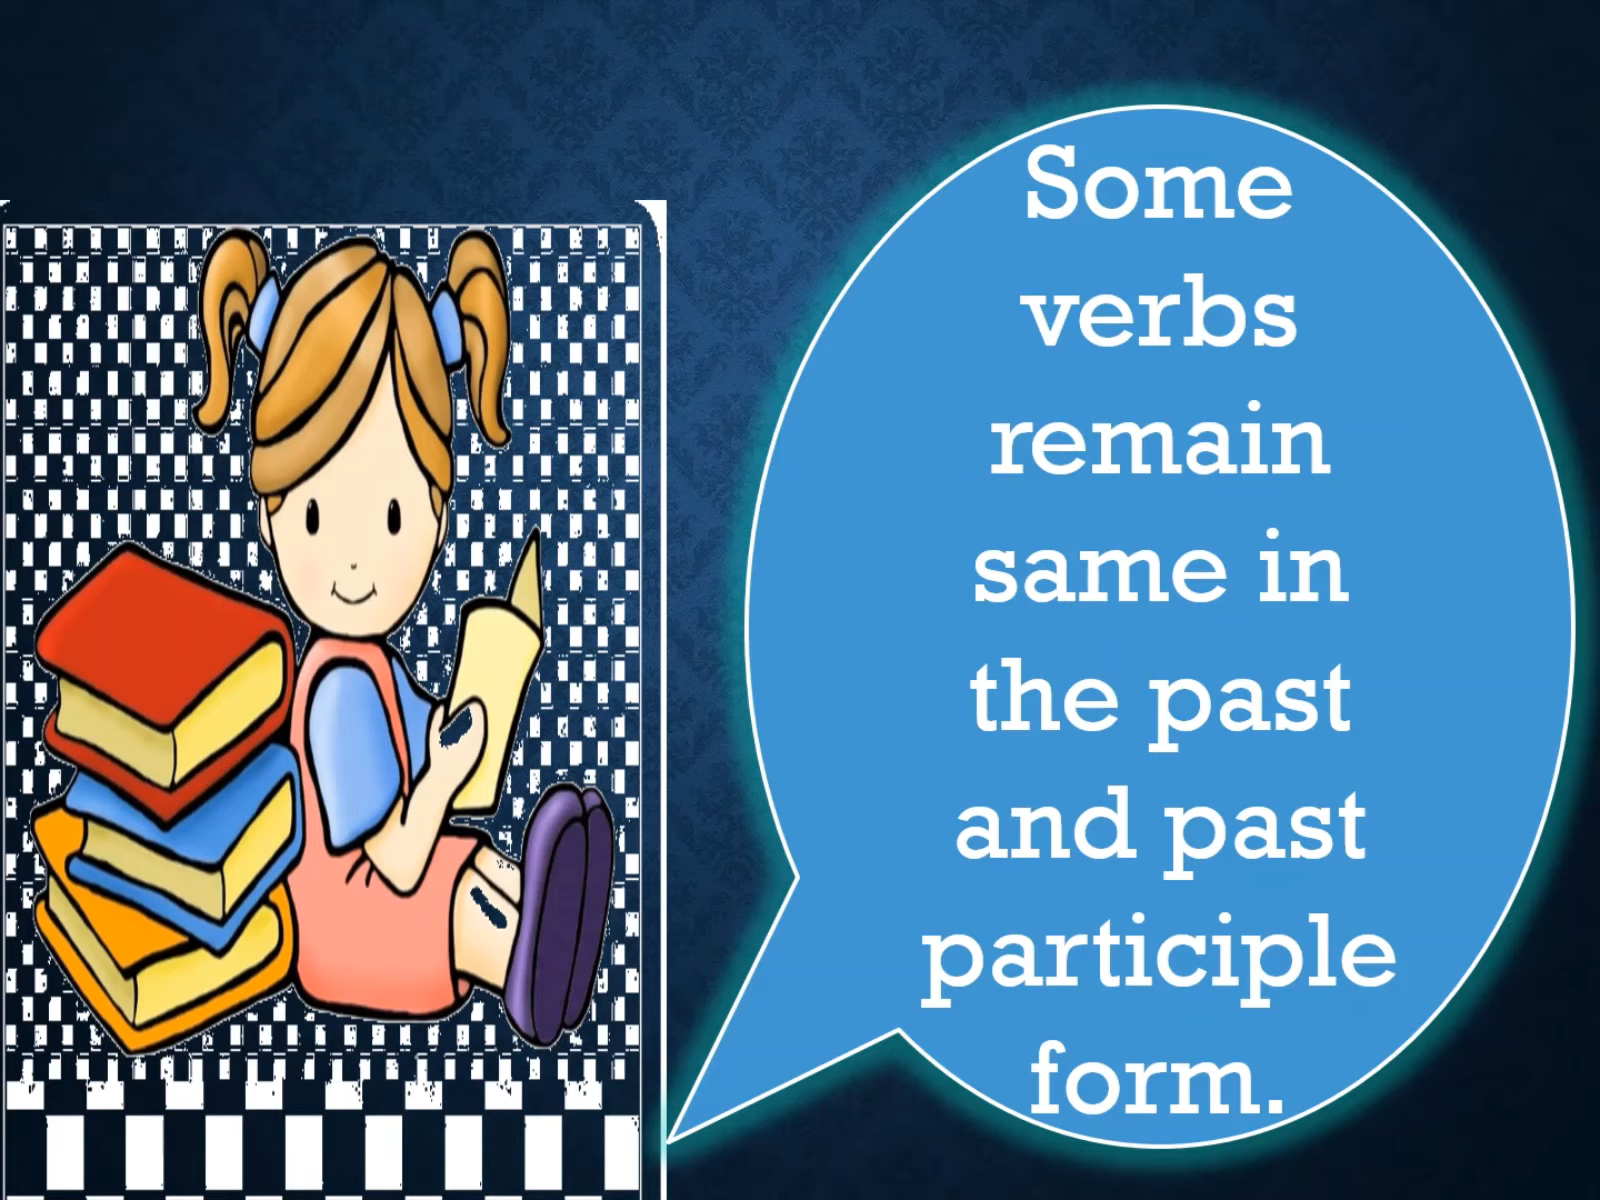 Some
verbs
remain
same in
the past
and past
participle
form.